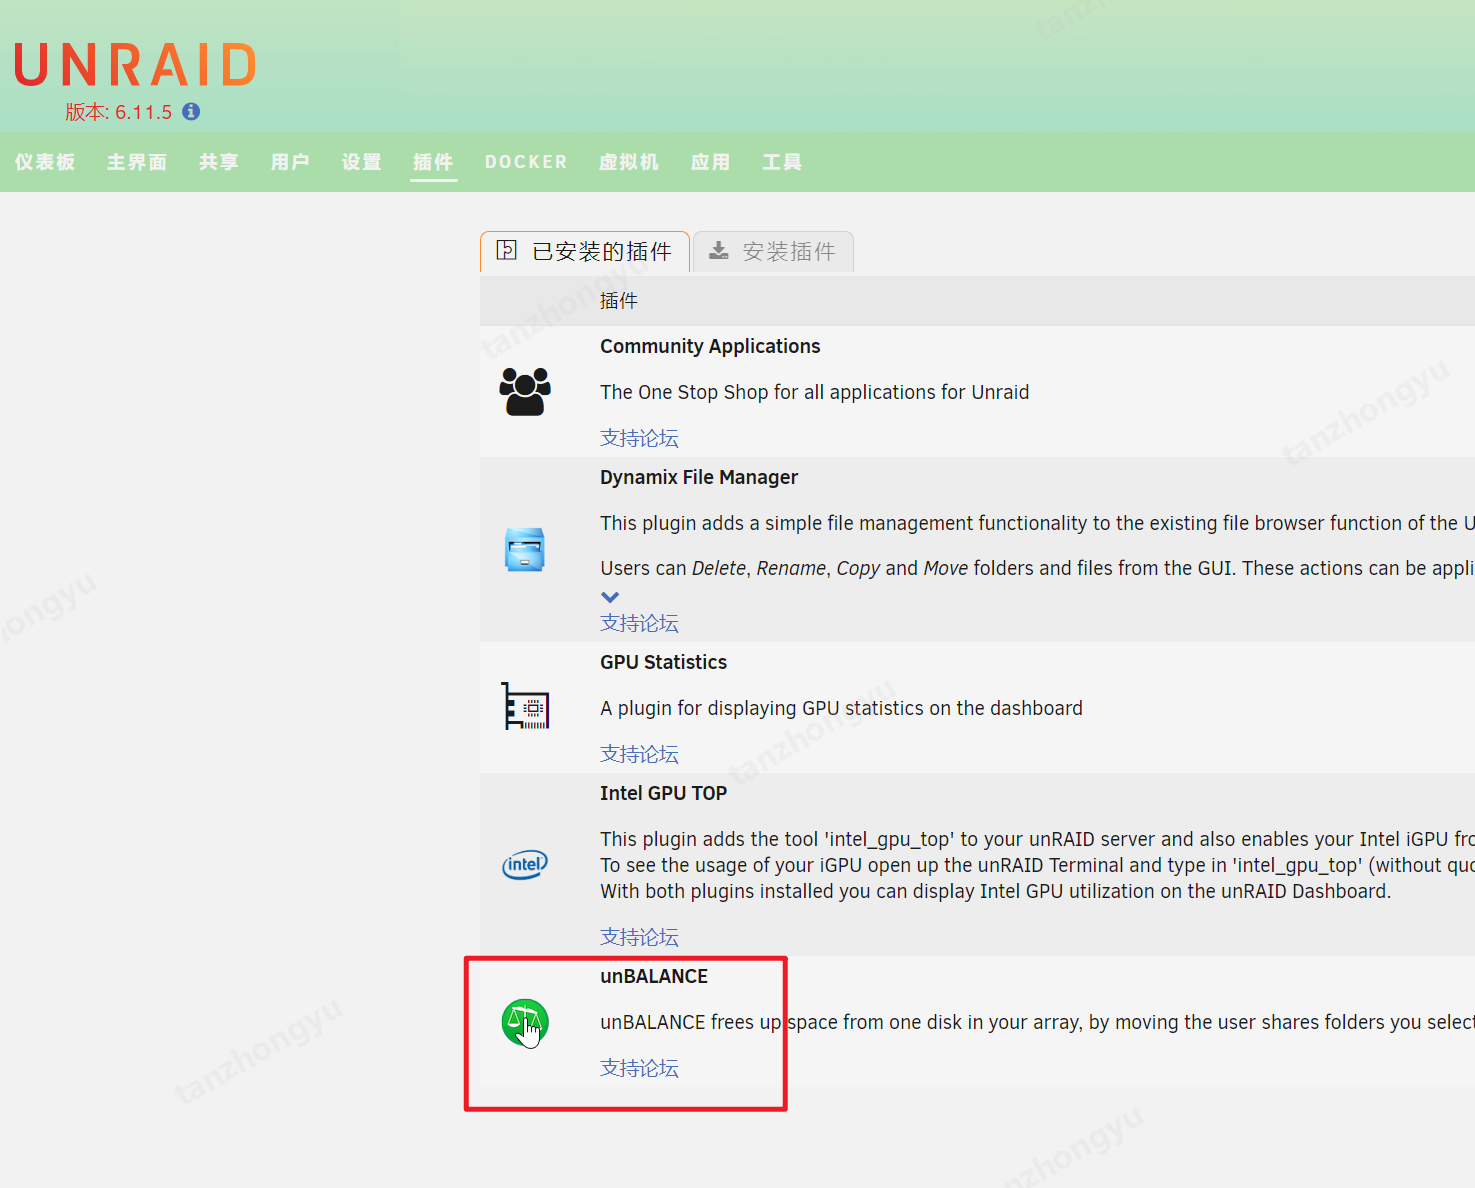 UNRAID
版本: 6.11.5
仪表板 主界面 共享 用户 设置 插件 DOCKER 虚拟机 应用 工具
已安装的插件 安装插件
插件
Community Applications
The One Stop Shop for all applications for Unraid
支持论坛
Dynamix File Manager
This plugin adds a simple file management functionality to the existing file browser function of the U
Users can Delete, Rename, Copy and Move folders and files from the GUI. These actions can be appli
支持论坛
GPU Statistics
A plugin for displaying GPU statistics on the dashboard
支持论坛
Intel GPU TOP
This plugin adds the tool 'intel_gpu_top' to your unRAID server and also enables your Intel iGPU fro
To see the usage of your iGPU open up the unRAID Terminal and type in 'intel_gpu_top' (without quo
With both plugins installed you can display Intel GPU utilization on the unRAID Dashboard.
intel
支持论坛
unBALANCE
unBALANCE frees up space from one disk in your array, by moving the user shares folders you select
支持论坛
tanzhongyu
tanzhongyu
tanzhongyu
tanzhongyu